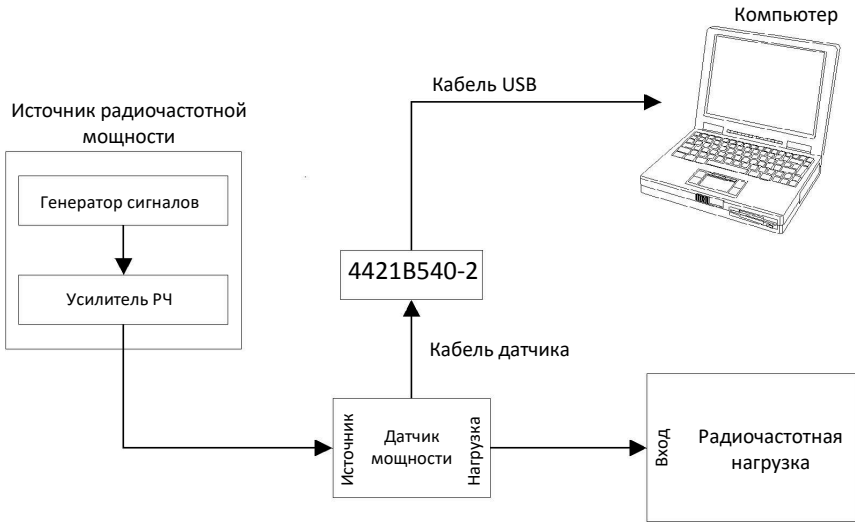 Компьютер
Кабель USB
Источник радиочастотной
мощности
Генератор сигналов
Усилитель РЧ
4421B540-2
Кабель датчика
Источник
Датчик
мощности
Нагрузка
Вход
Радиочастотная
нагрузка